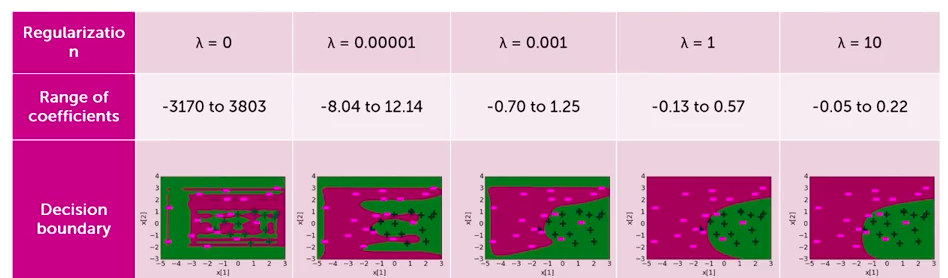 Regularizatio
n
λ = 0
λ = 0.00001
λ = 0.001
λ = 1
λ = 10
Range of
coefficients
-3170 to 3803
-8.04 to 12.14
-0.70 to 1.25
-0.13 to 0.57
-0.05 to 0.22
Decision
boundary
x[2]
4
3
2
1
0
−1
−2
−3
−5 −4 −3 −2 −1 0 1 2 3
x[1]
x[2]
4
3
2
1
0
−1
−2
−3
−5 −4 −3 −2 −1 0 1 2 3
x[1]
x[2]
4
3
2
1
0
−1
−2
−3
−5 −4 −3 −2 −1 0 1 2 3
x[1]
x[2]
4
3
2
1
0
−1
−2
−3
−5 −4 −3 −2 −1 0 1 2 3
x[1]
x[2]
4
3
2
1
0
−1
−2
−3
−5 −4 −3 −2 −1 0 1 2 3
x[1]